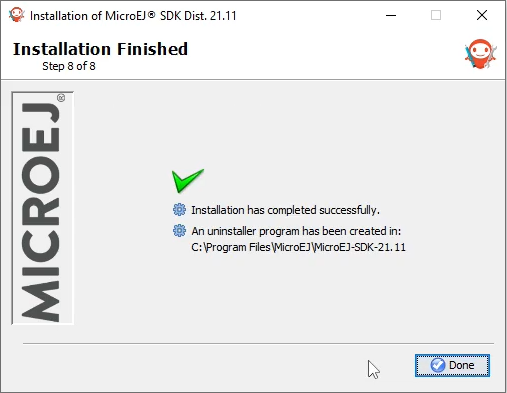 Installation of MicroEJ® SDK Dist. 21.11
Installation Finished
Step 8 of 8
MICROEJ®
Installation has completed successfully.
An uninstaller program has been created in:
C:\Program Files\MicroEJ\MicroEJ-SDK-21.11
Done